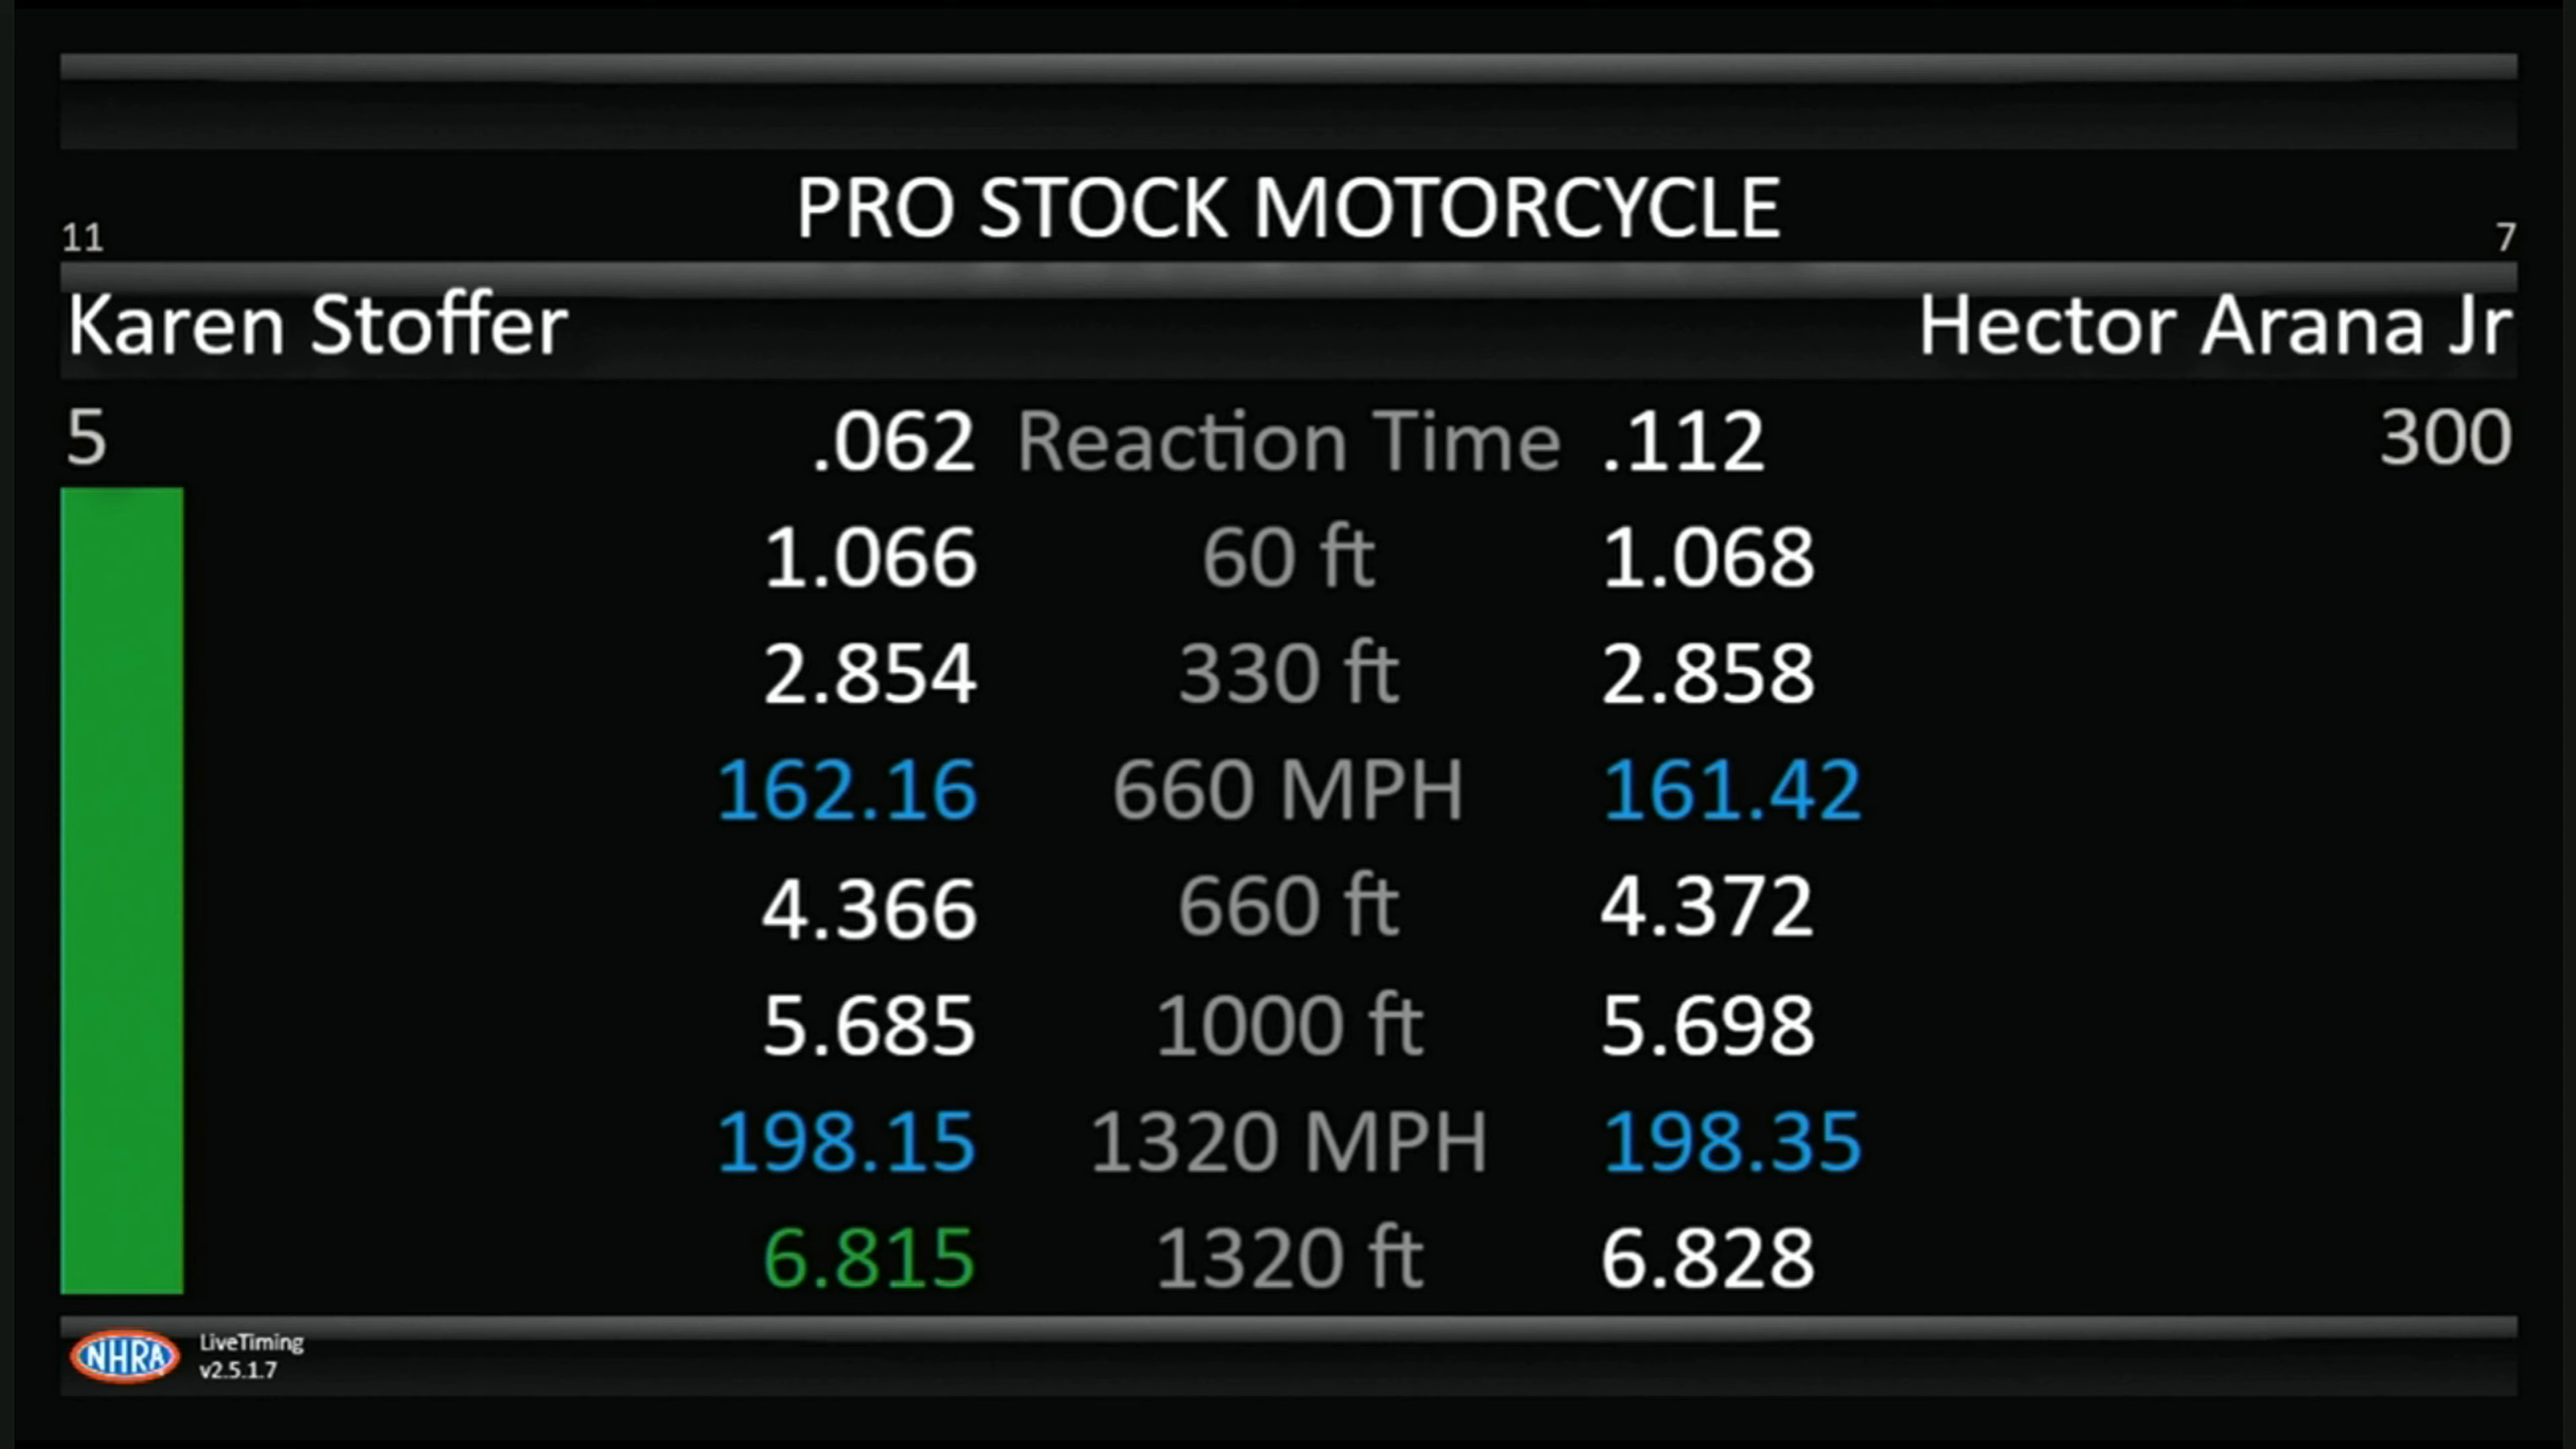 PRO STOCK MOTORCYCLE
11 7
Karen Stoffer Hector Arana Jr
5 .062 Reaction Time .112 300
1.066 60 ft 1.068
2.854 330 ft 2.858
162.16 660 MPH 161.42
4.366 660 ft 4.372
5.685 1000 ft 5.698
198.15 1320 MPH 198.35
6.815 1320 ft 6.828
NHRA LiveTiming
v2.5.1.7